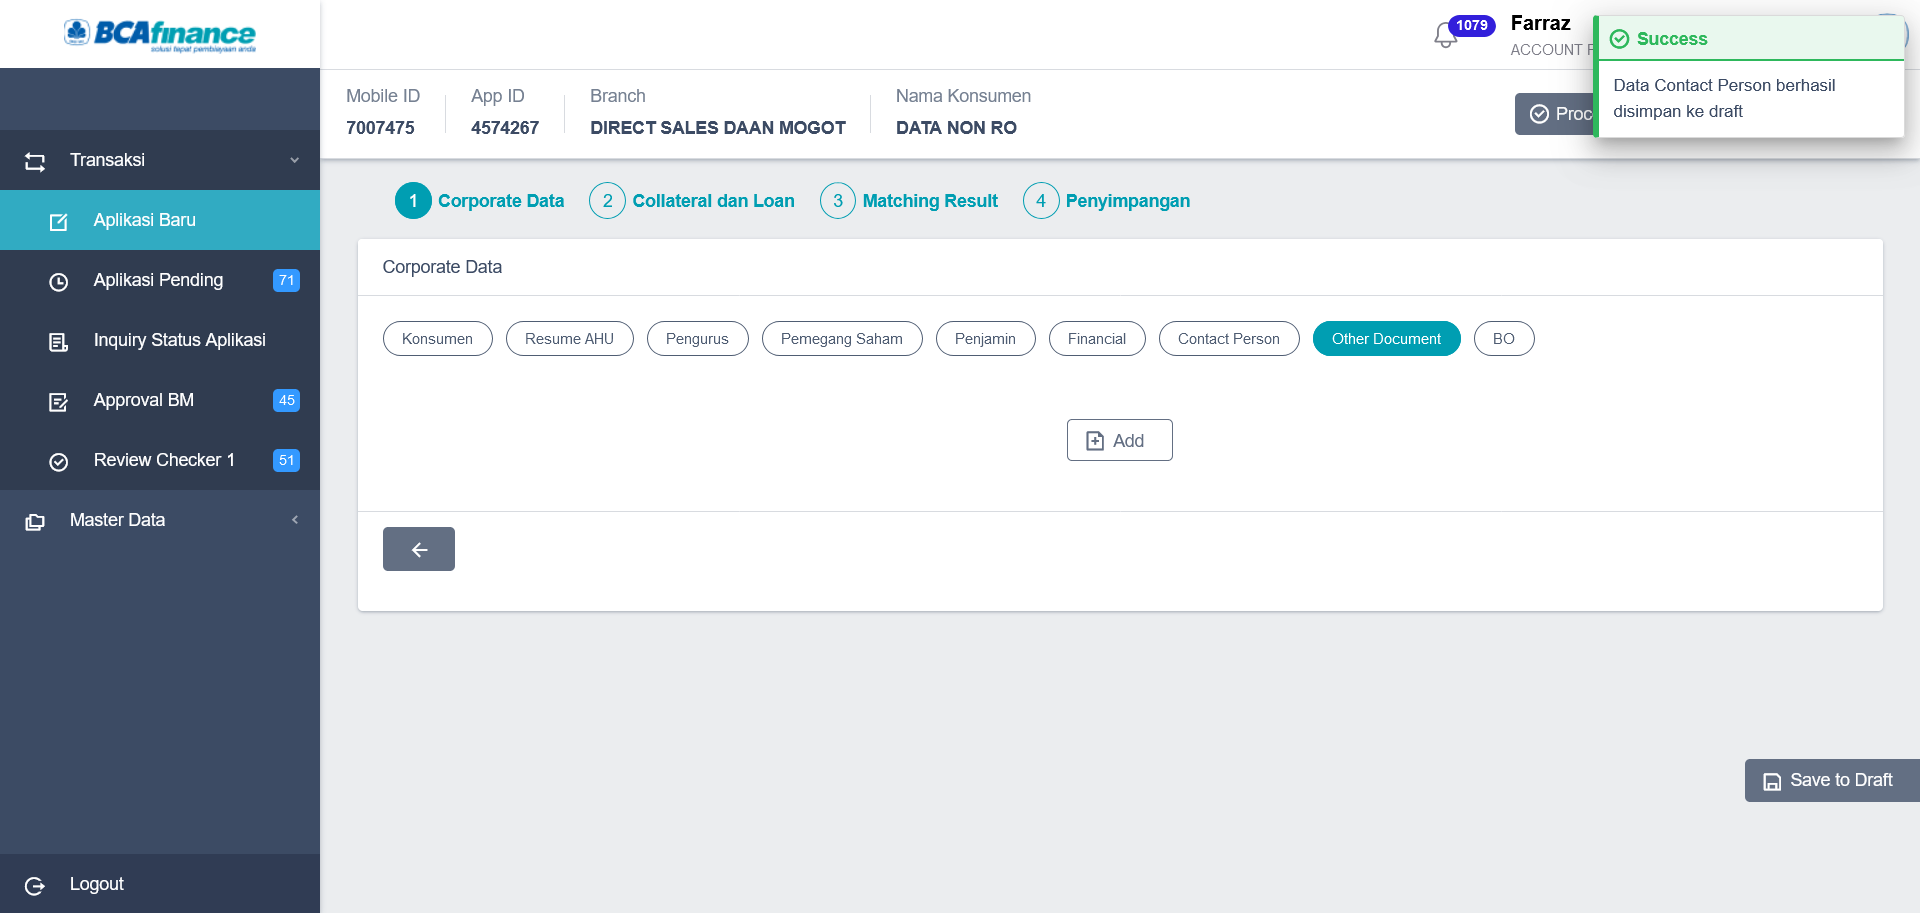 BCAfinance
solusi tepat pembiayaan anda
1079
Farraz
ACCOUNT
Success
Data Contact Person berhasil
disimpan ke draft
Mobile ID
7007475
App ID
4574267
Branch
DIRECT SALES DAAN MOGOT
Nama Konsumen
DATA NON RO
Proc
Transaksi
Aplikasi Baru
Aplikasi Pending 71
Inquiry Status Aplikasi
Approval BM 45
Review Checker 1 51
Master Data
Logout
1 Corporate Data 2 Collateral dan Loan 3 Matching Result 4 Penyimpangan
Corporate Data
Konsumen Resume AHU Pengurus Pemegang Saham Penjamin Financial Contact Person Other Document BO
Add
Save to Draft